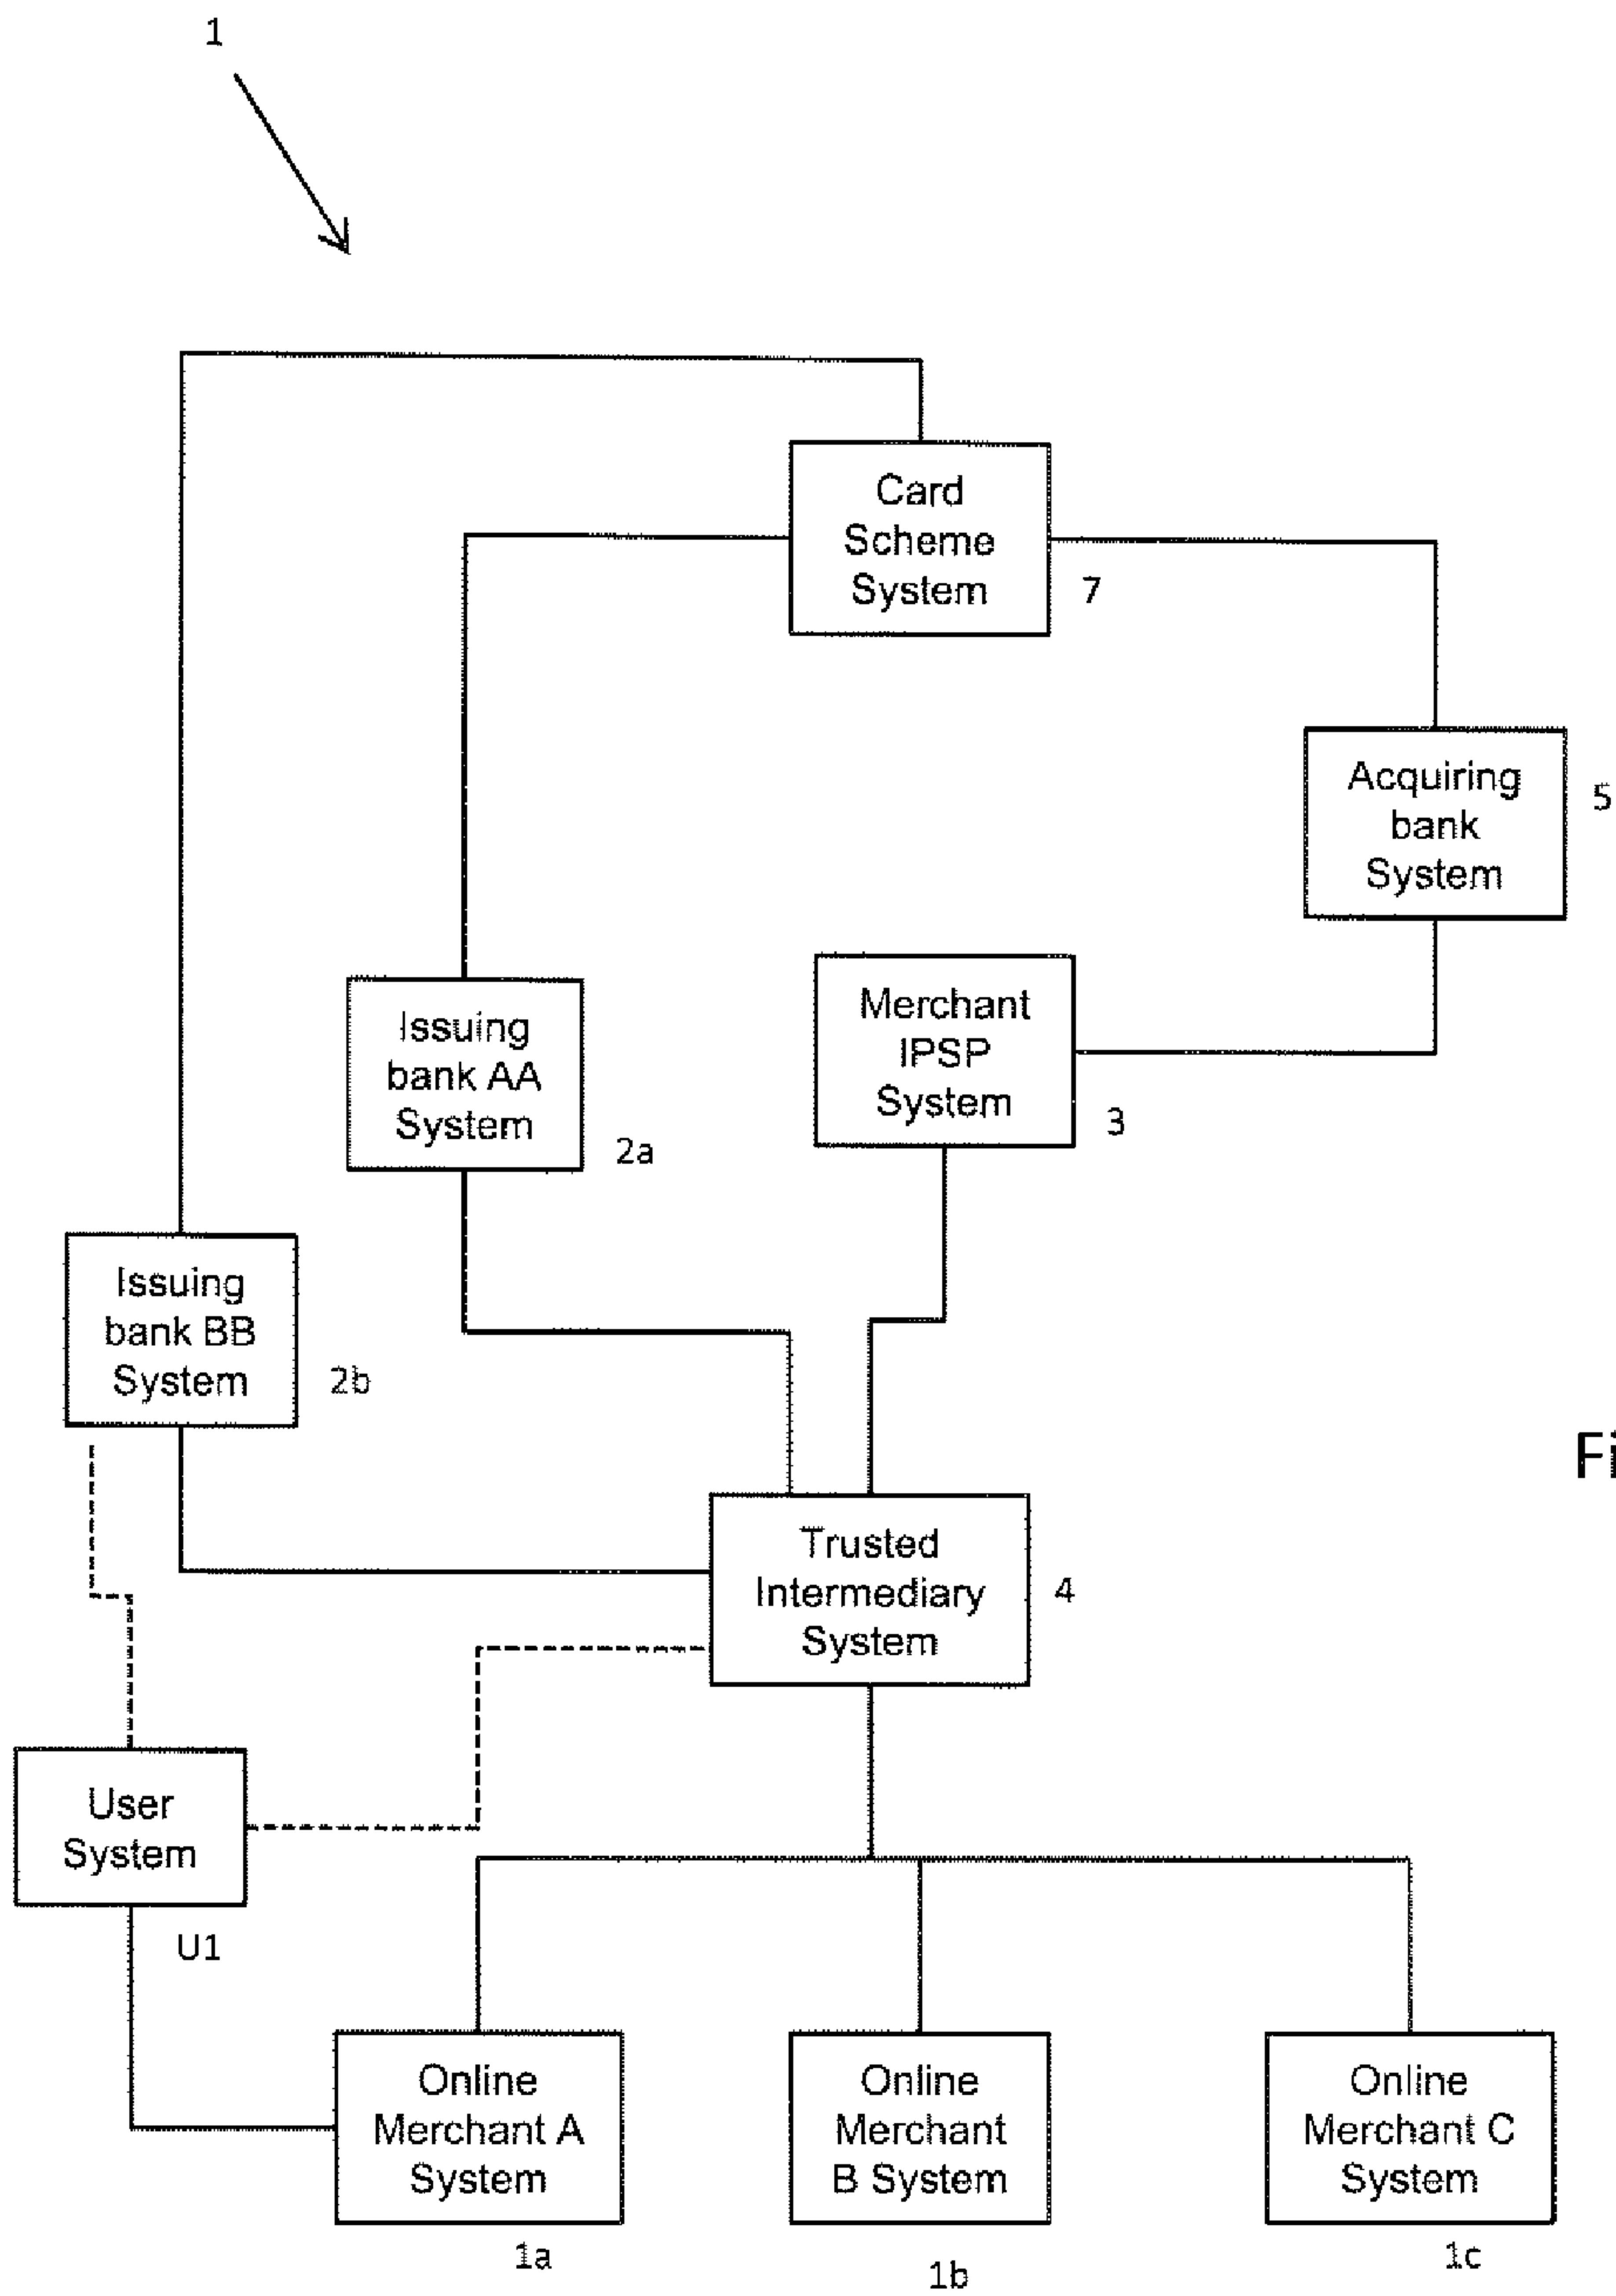 1
Card
Scheme
System
7
Acquiring
bank
System
5
Merchant
IPSP
System
3
Issuing
bank AA
System
2a
Issuing
bank BB
System
2b
Fi
Trusted
Intermediary
System
4
User
System
U1
Online
Merchant A
System
1a
Online
Merchant
B System
1b
Online
Merchant C
System
1c